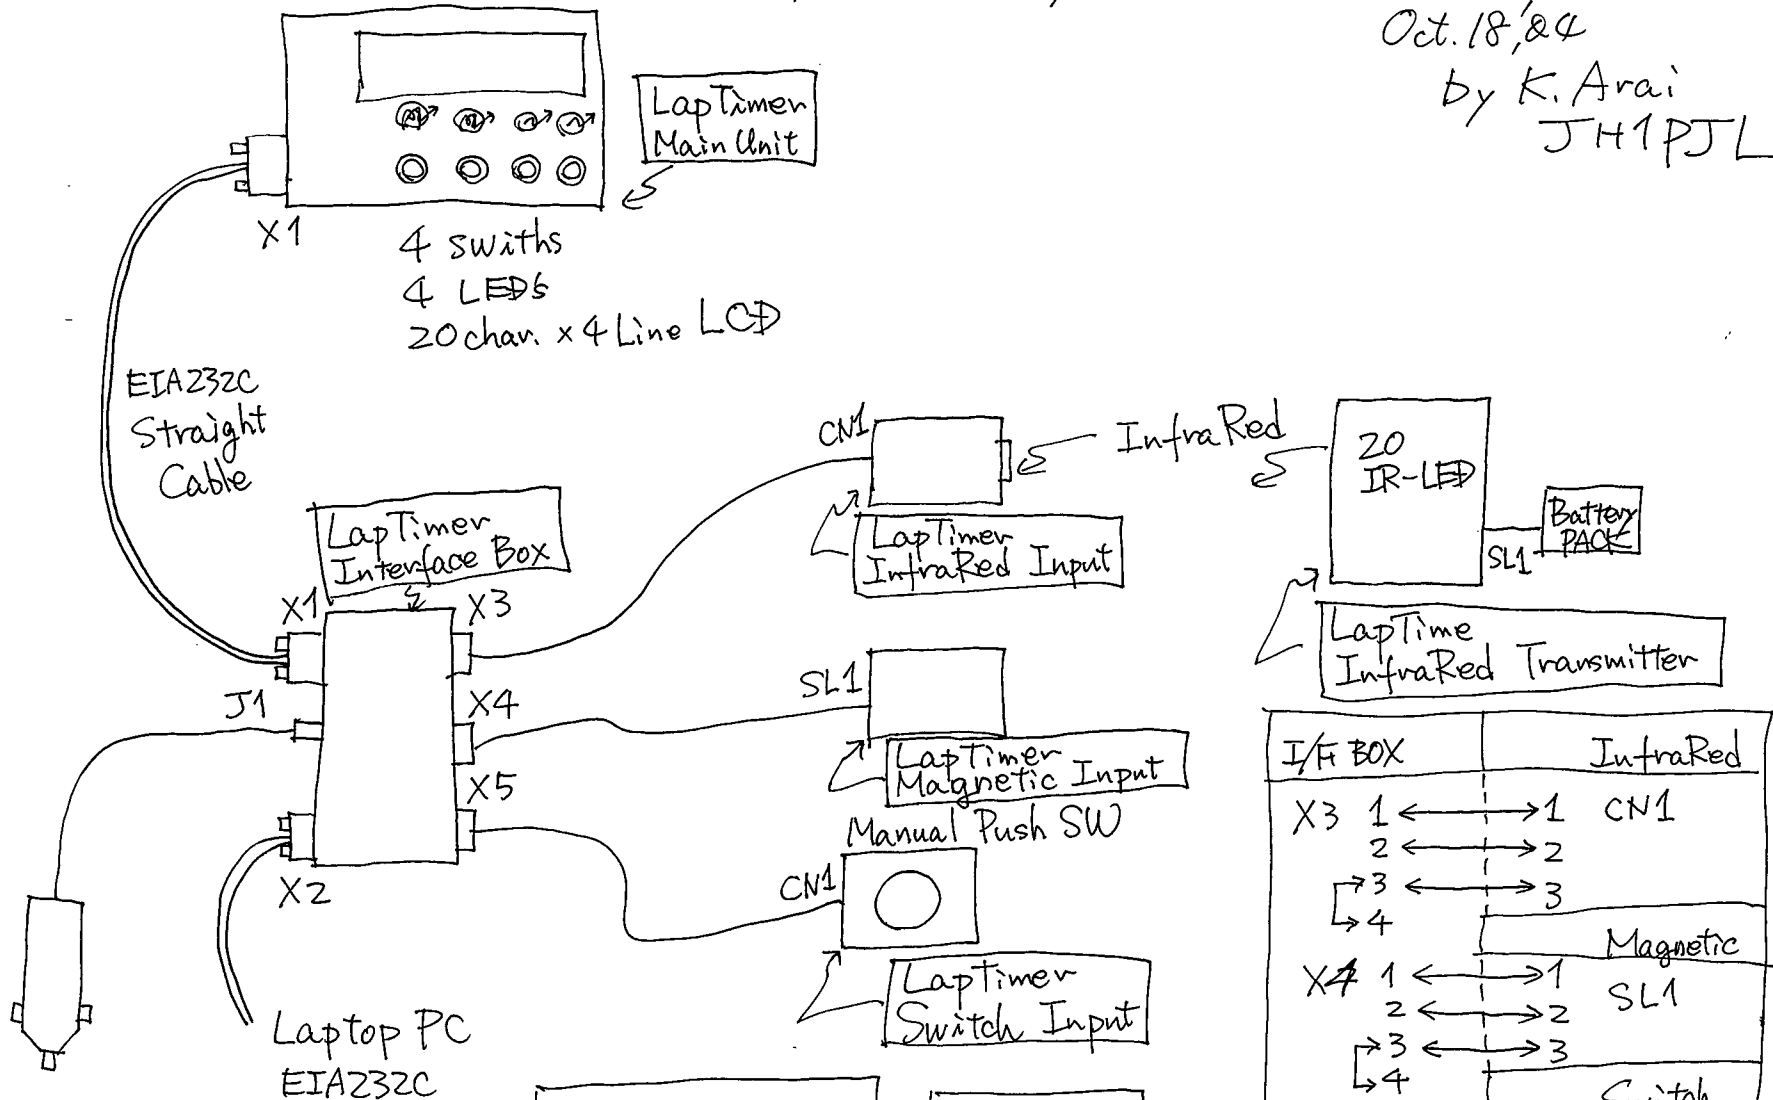 Oct. 18,'04
by K. Arai
JH1PJL
LapTimer
Main Unit
X1
4 swiths
4 LEDs
20 char. x 4 Line LCD
EIA232C
Straight
Cable
LapTimer
Interface Box
X1
X3
J1
X4
X5
X2
Laptop PC
EIA232C
CN1
InfraRed
LapTimer
InfraRed Input
20
IR-LED
SL1
Battery
PACK
LapTime
InfraRed Transmitter
SL1
LapTimer
Magnetic Input
Manual Push SW
CN1
LapTimer
Switch Input
I/F BOX InfraRed
X3 1 1 CN1
2 2
3 3
4
Magnetic
X4 1 1 SL1
2 2
3 3
4
Switch